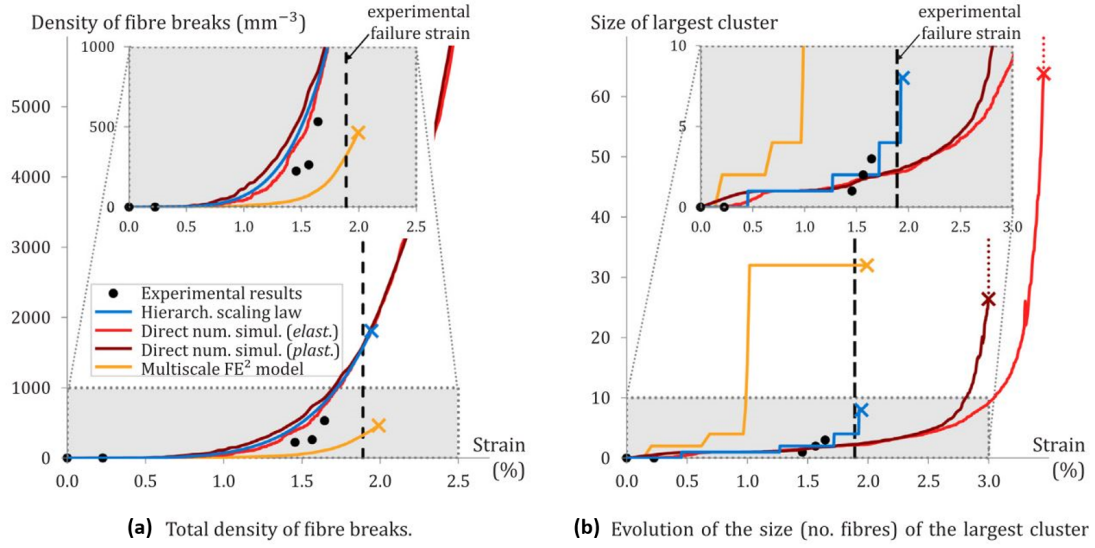 Density of fibre breaks (mm⁻³)
experimental
failure strain
1000
500
0
0.0 0.5 1.0 1.5 2.0 2.5
5000
4000
3000
2000
1000
0
Experimental results
Hierarch. scaling law
Direct num. simul. (elast.)
Direct num. simul. (plast.)
Multiscale FE² model
Strain
(%)
0.0 0.5 1.0 1.5 2.0 2.5
(a) Total density of fibre breaks.
Size of largest cluster
experimental
failure strain
10
5
0
0.0 0.5 1.0 1.5 2.0 2.5 3.0
60
50
40
30
20
10
0
Strain
(%)
0.0 0.5 1.0 1.5 2.0 2.5 3.0
(b) Evolution of the size (no. fibres) of the largest cluster